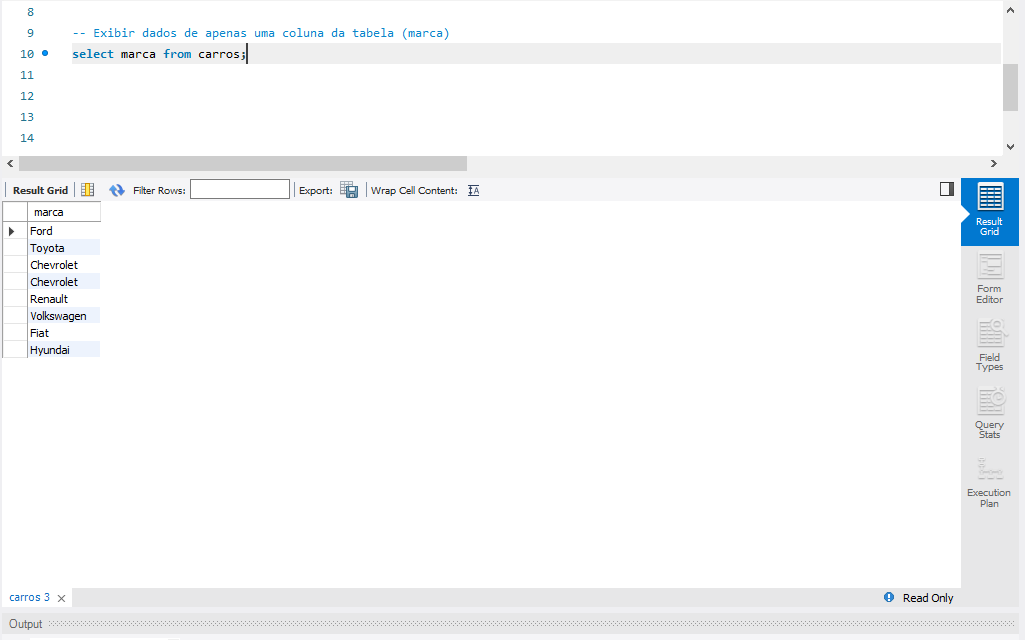 8
9 -- Exibir dados de apenas uma coluna da tabela (marca)
10 select marca from carros;
11
12
13
14
Result Grid Filter Rows: Export: Wrap Cell Content: IA
marca
Ford
Toyota
Chevrolet
Chevrolet
Renault
Volkswagen
Fiat
Hyundai
Result
Grid
Form
Editor
Field
Types
Query
Stats
Execution
Plan
carros 3 Read Only
Output